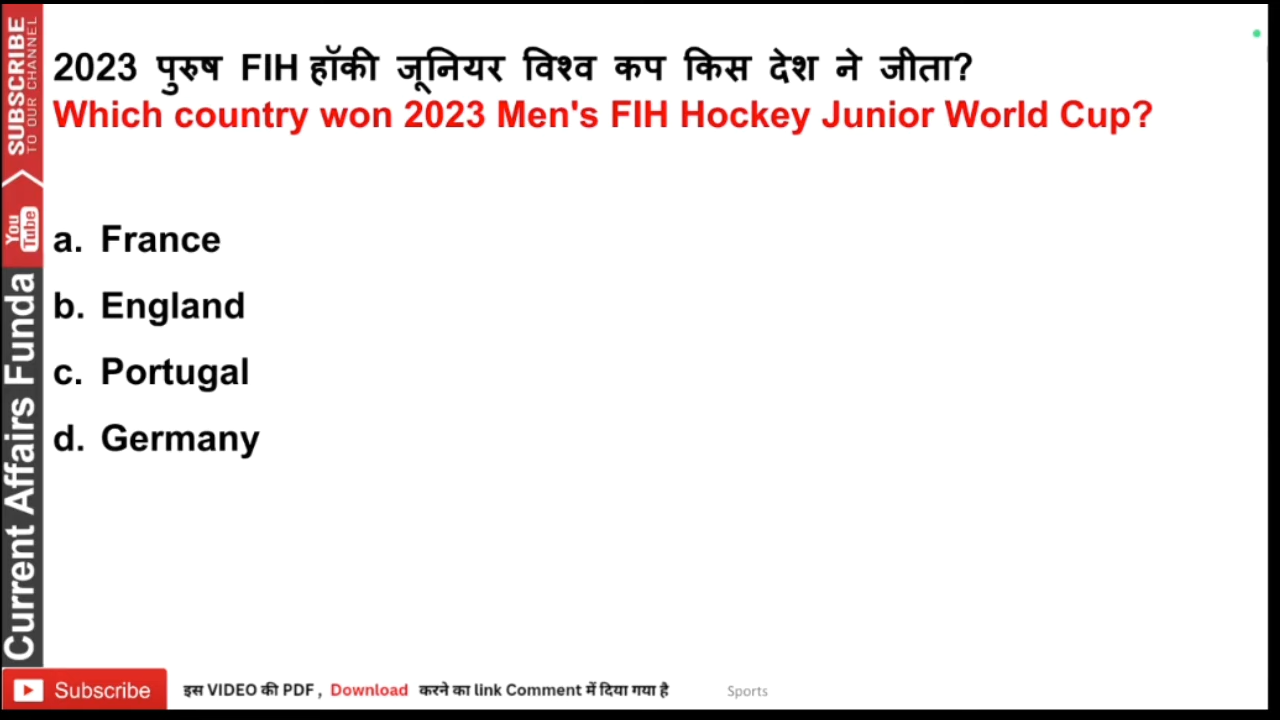 2023 पुरुष FIH हॉकी जूनियर विश्व कप किस देश ने जीता?
Which country won 2023 Men's FIH Hockey Junior World Cup?
a. France
b. England
c. Portugal
d. Germany
SUBSCRIBE
TO OUR CHANNEL
You
Tube
Current Affairs Funda
Subscribe
इस VIDEO की PDF , Download करने का link Comment में दिया गया है
Sports